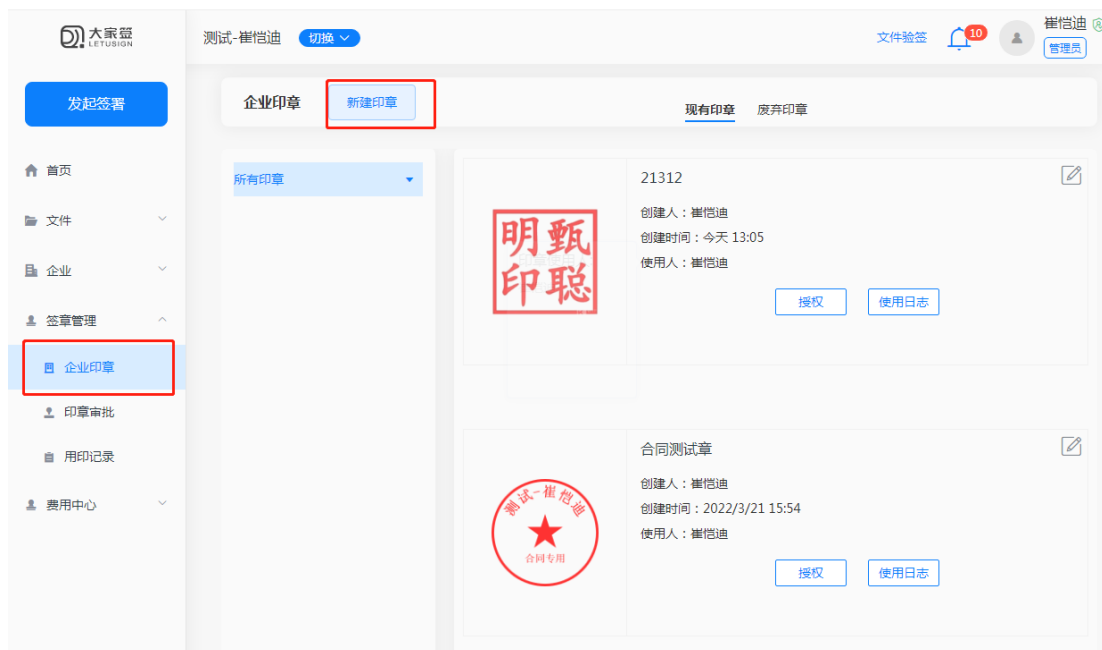 大家签
LETUSIGN
测试-崔恺迪
切换
文件验签
10
崔恺迪
管理员
发起签署
企业印章
新建印章
现有印章
废弃印章
首页
文件
企业
签章管理
企业印章
印章审批
用印记录
费用中心
所有印章
明甄
印聪
21312
创建人：崔恺迪
创建时间：今天 13:05
使用人：崔恺迪
授权
使用日志
测试-崔恺迪
合同专用
合同测试章
创建人：崔恺迪
创建时间：2022/3/21 15:54
使用人：崔恺迪
授权
使用日志